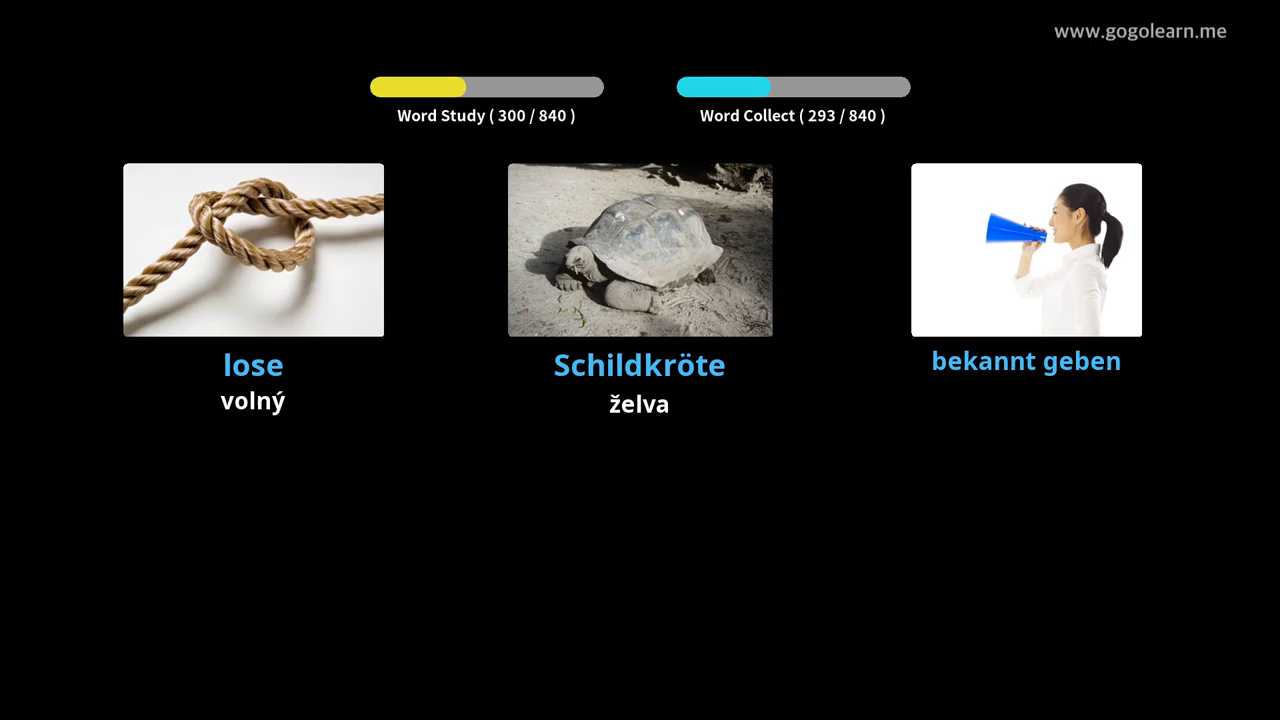 www.gogolearn.me
Word Study ( 300 / 840 )
Word Collect ( 293 / 840 )
lose
volný
Schildkröte
želva
bekannt geben